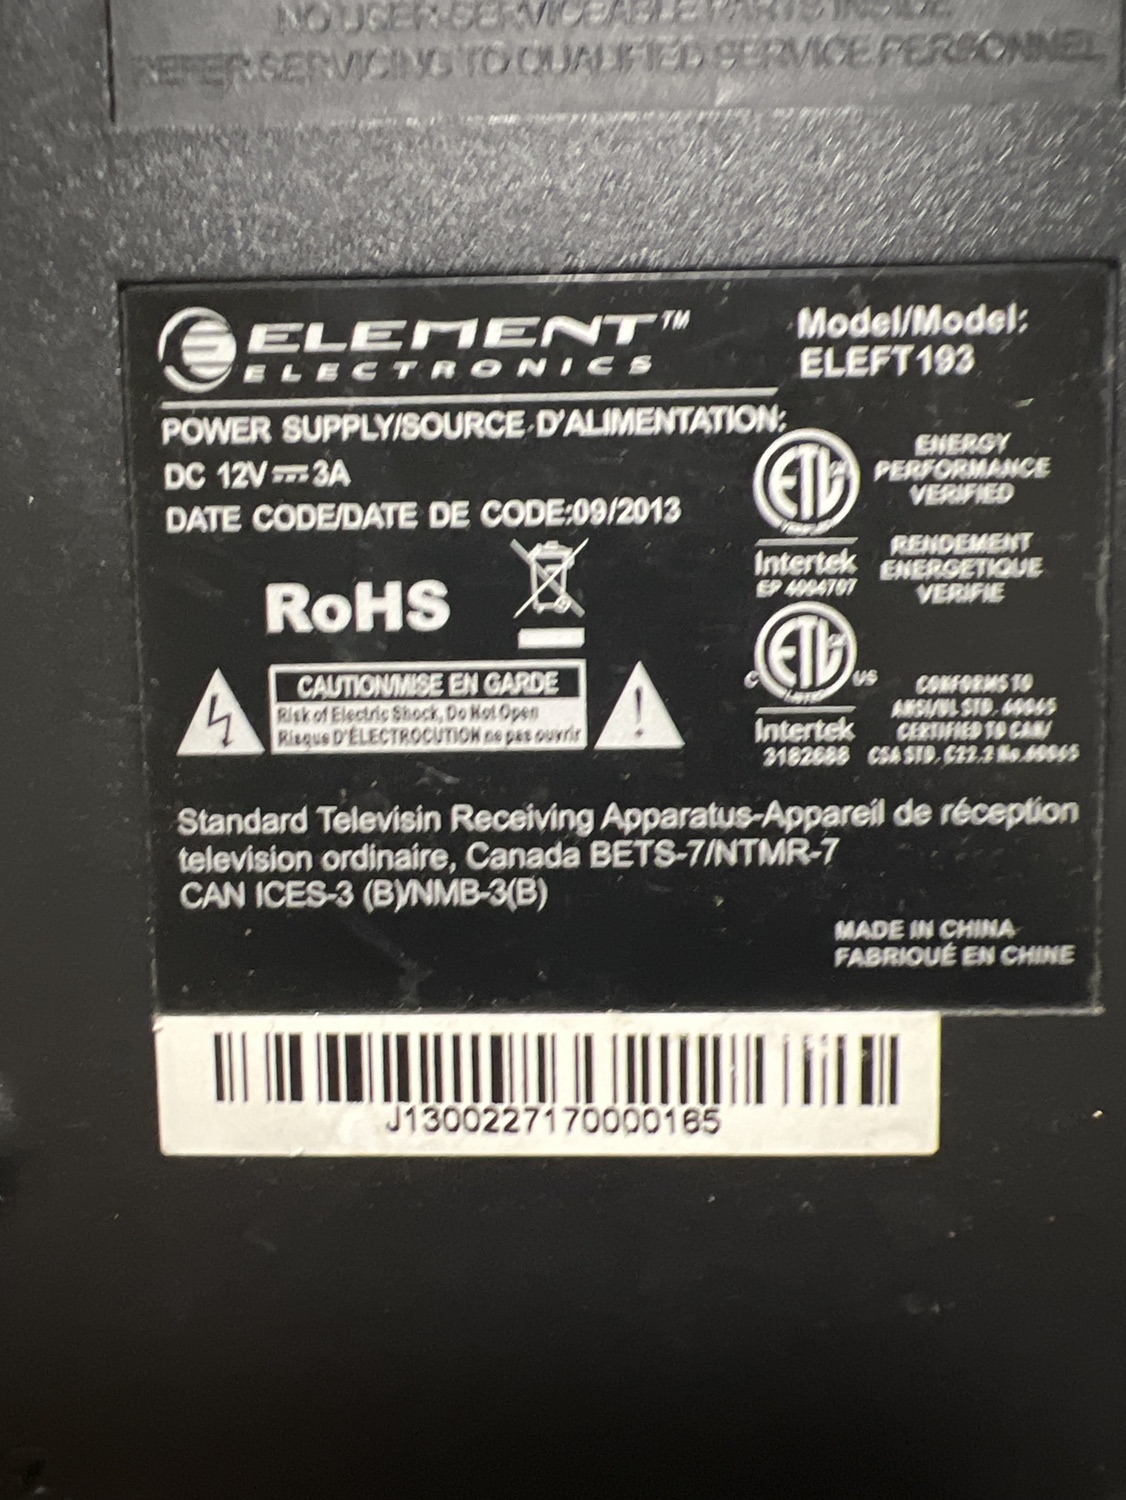 NO USER-SERVICEABLE PARTS INSIDE
REFER SERVICING TO QUALIFIED SERVICE PERSONNEL
ELEMENT™
ELECTRONICS
Model/Model:
ELEFT193
POWER SUPPLY/SOURCE D'ALIMENTATION:
DC 12V⎓3A
DATE CODE/DATE DE CODE:09/2013
ETL
Intertek
EP 4004707
ENERGY
PERFORMANCE
VERIFIED
RENDEMENT
ENERGETIQUE
VERIFIE
RoHS
CAUTION/MISE EN GARDE
Risk of Electric Shock, Do Not Open
Risque D'ÉLECTROCUTION ne pas ouvrir
C ETL US
Intertek
3182688
CONFORMS TO
ANSI/UL STD. 60065
CERTIFIED TO CAN/
CSA STD. C22.2 No.60065
Standard Televisin Receiving Apparatus-Appareil de réception
television ordinaire, Canada BETS-7/NTMR-7
CAN ICES-3 (B)/NMB-3(B)
MADE IN CHINA
FABRIQUÉ EN CHINE
J1300227170000165